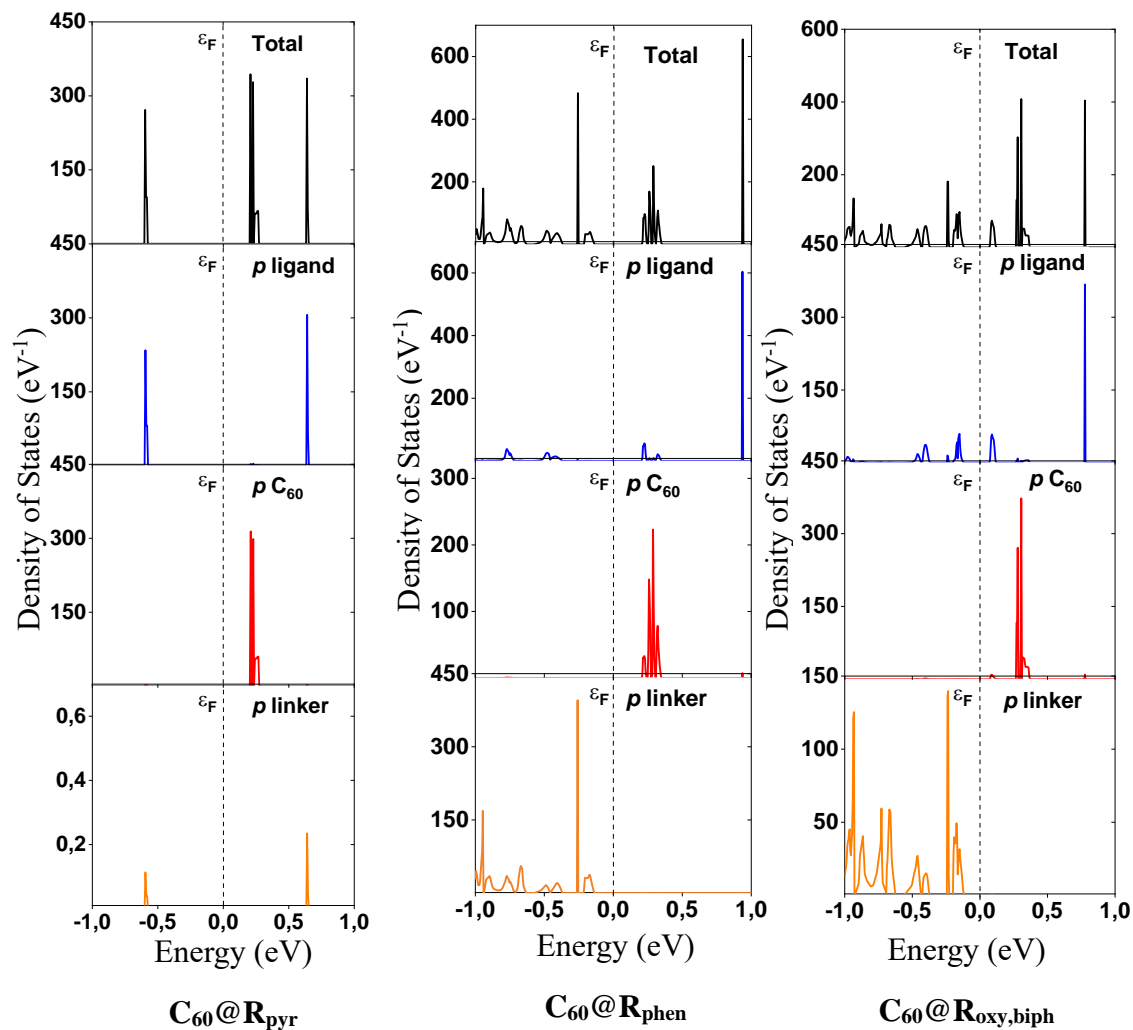 450
300
150
450
300
150
450
300
150
0,6
0,4
0,2
-1,0 -0,5 0,0 0,5 1,0
Energy (eV)
Density of States (eV-1)
εF Total
εF p ligand
εF p C60
εF p linker
C60@Rpyr
600
400
200
600
400
200
300
200
100
450
300
150
-1,0 -0,5 0,0 0,5 1,0
Energy (eV)
Density of States (eV-1)
εF Total
εF p ligand
εF p C60
εF p linker
C60@Rphen
600
400
200
450
300
150
450
300
150
150
100
50
-1,0 -0,5 0,0 0,5 1,0
Energy (eV)
Density of States (eV-1)
εF Total
εF p ligand
εF p C60
εF p linker
C60@Roxy,biph